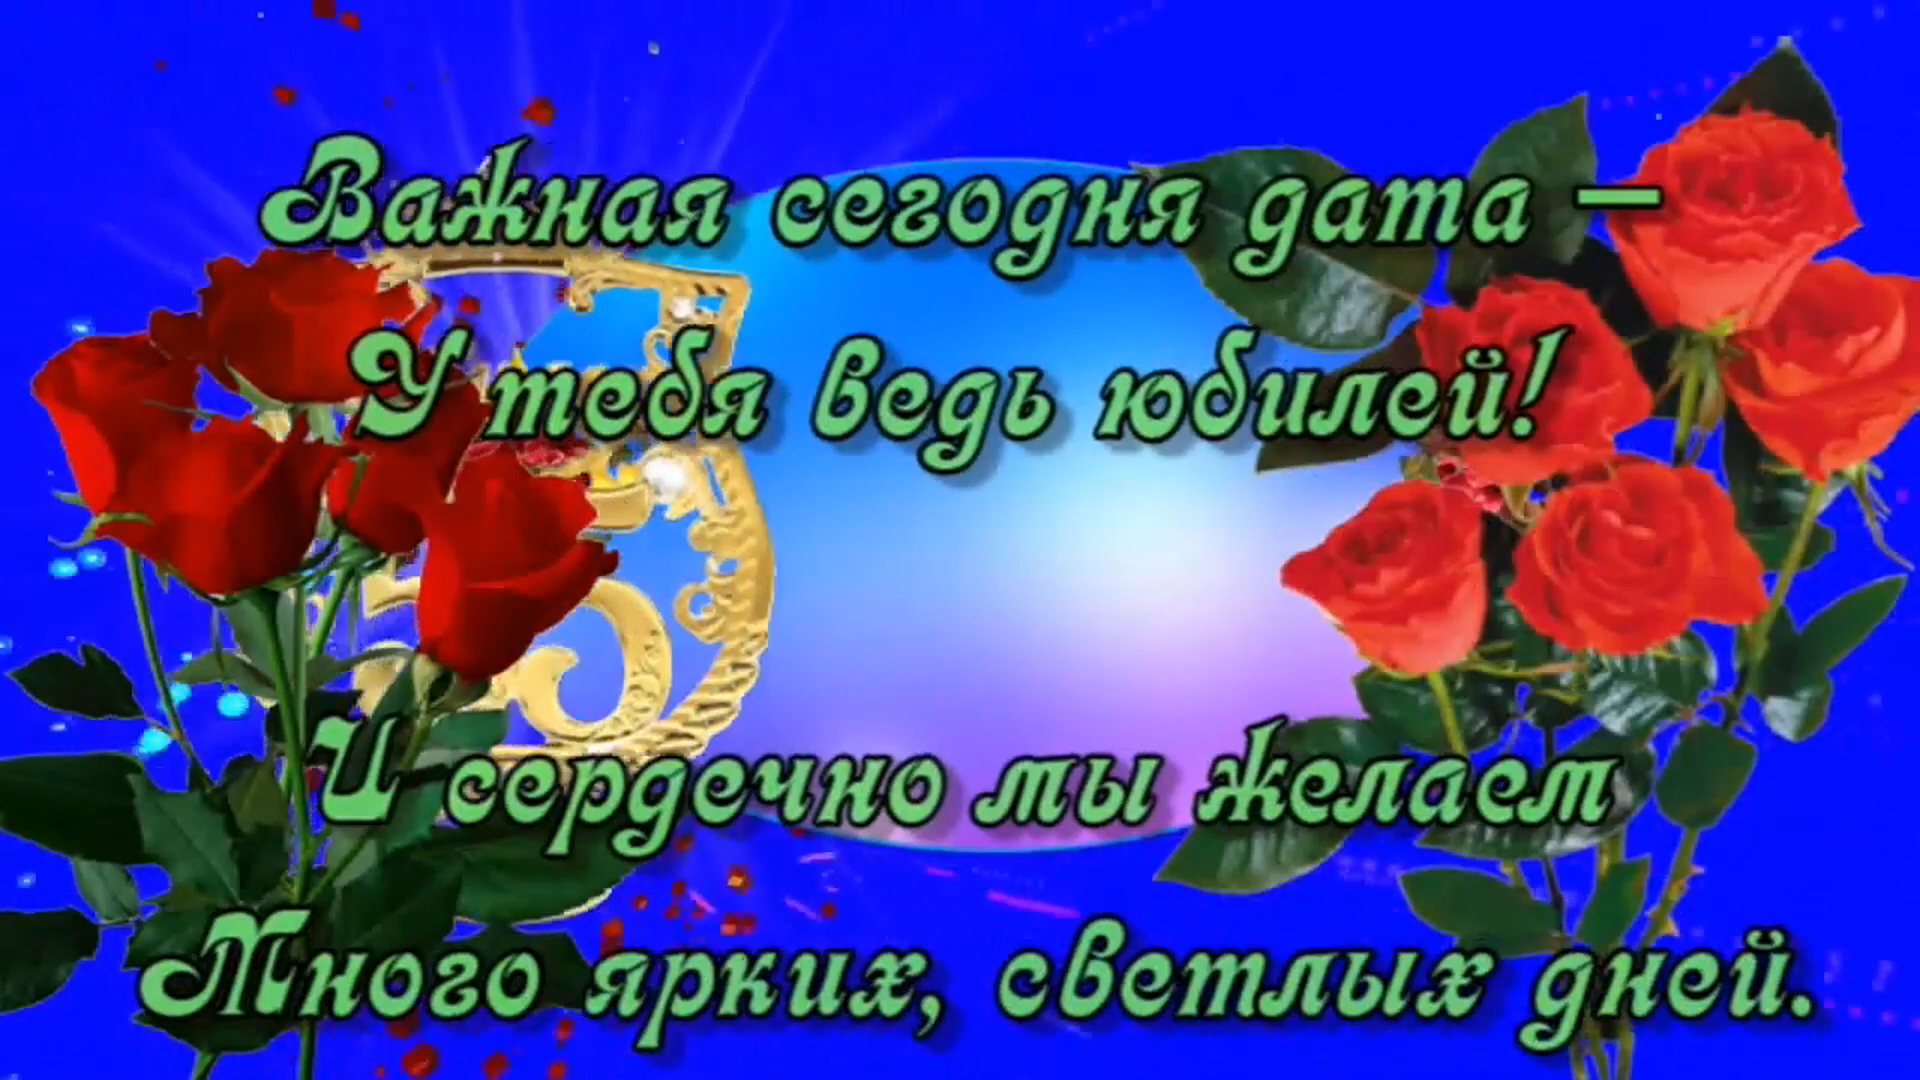 Важная сегодня дата –
У тебя ведь юбилей!
И сердечно мы желаем
Много ярких, светлых дней.